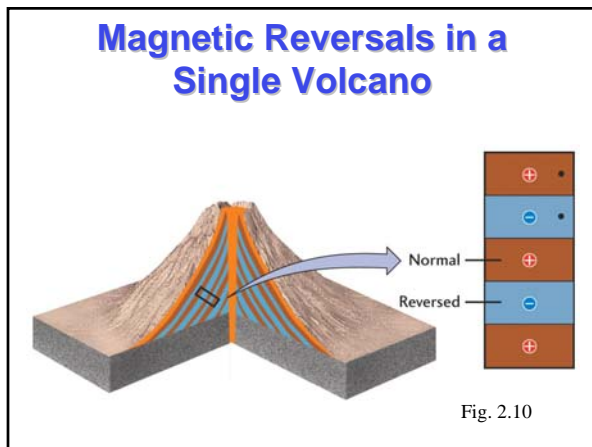 Magnetic Reversals in a
Single Volcano
Normal
Reversed
+
−
+
−
+
Fig. 2.10